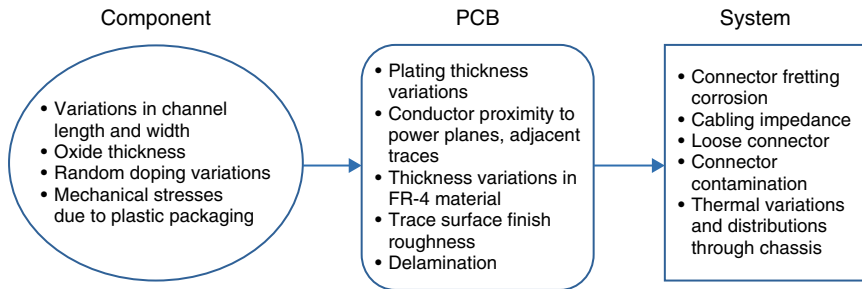 Component
• Variations in channel
length and width
• Oxide thickness
• Random doping variations
• Mechanical stresses
due to plastic packaging
PCB
• Plating thickness
variations
• Conductor proximity to
power planes, adjacent
traces
• Thickness variations in
FR-4 material
• Trace surface finish
roughness
• Delamination
System
• Connector fretting
corrosion
• Cabling impedance
• Loose connector
• Connector
contamination
• Thermal variations
and distributions
through chassis